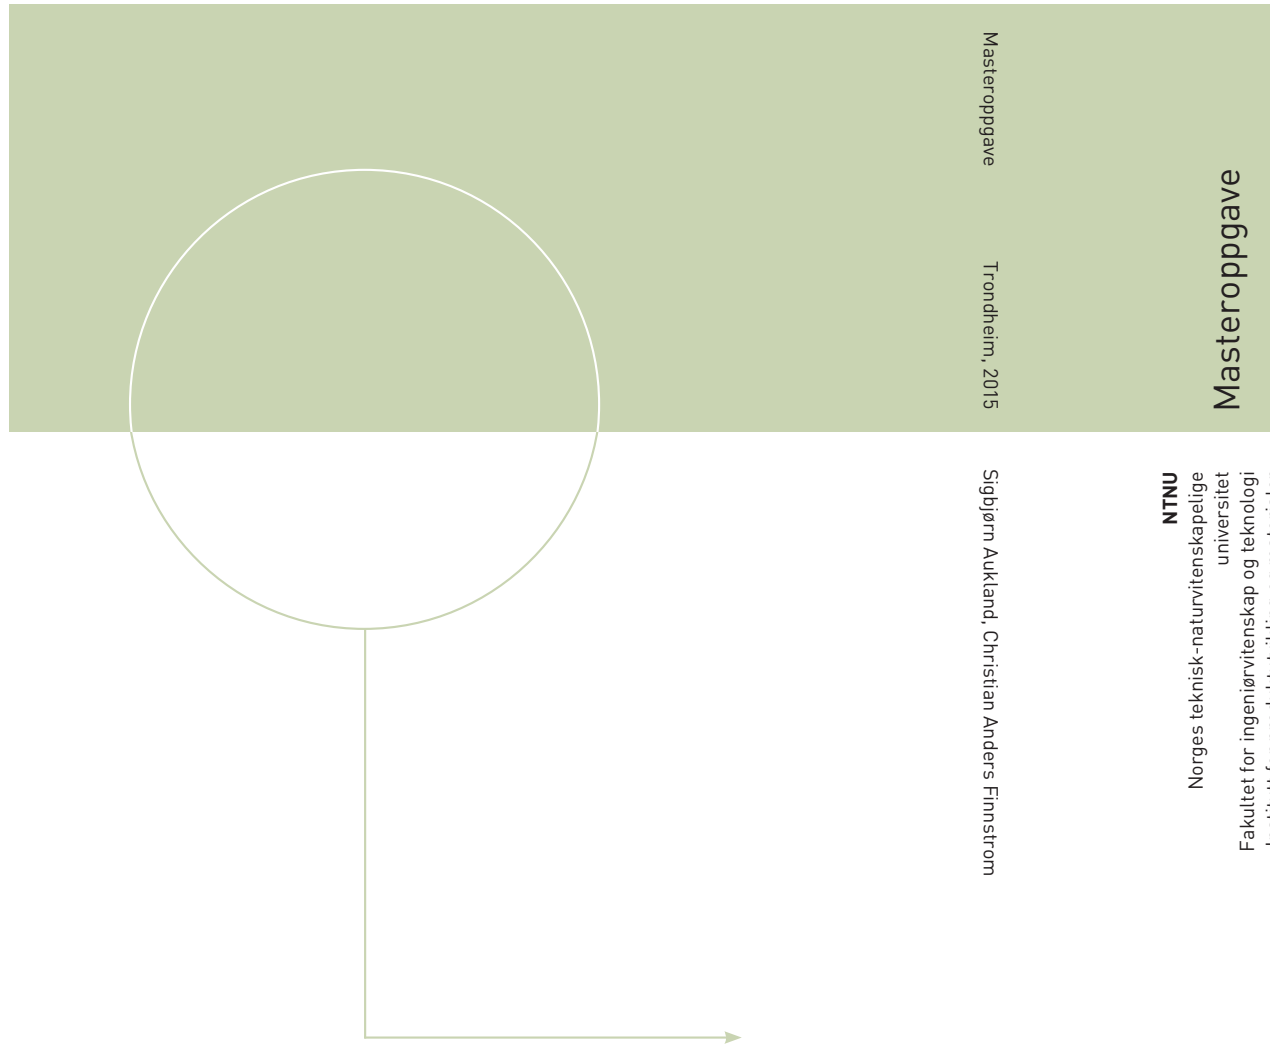 Masteroppgave
Trondheim, 2015
Sigbjørn Aukland, Christian Anders Finnstrom
Masteroppgave
NTNU
Norges teknisk-naturvitenskapelige
universitet
Fakultet for ingeniørvitenskap og teknologi